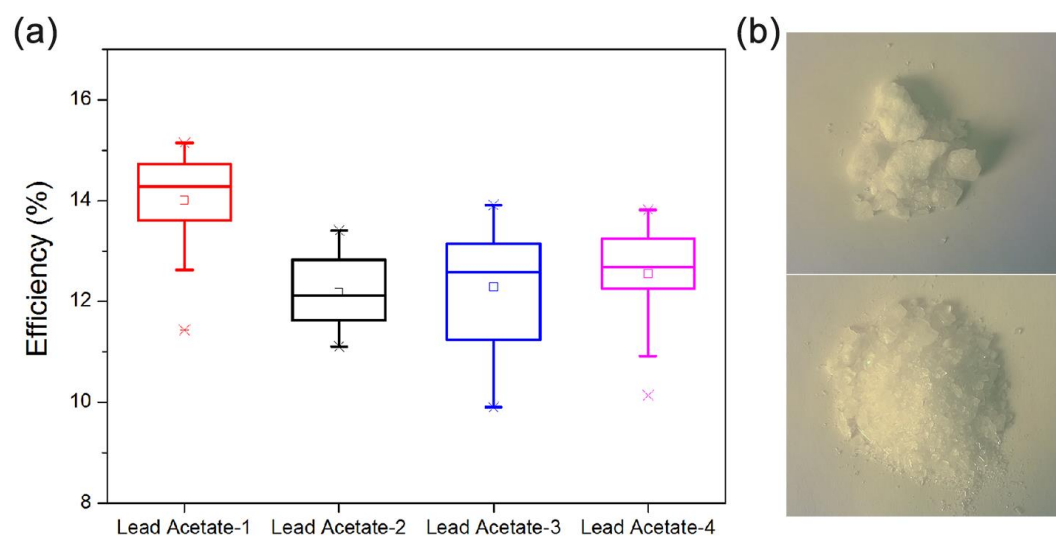 (a)
(b)
Efficiency (%)
16
14
12
10
8
Lead Acetate-1 Lead Acetate-2 Lead Acetate-3 Lead Acetate-4